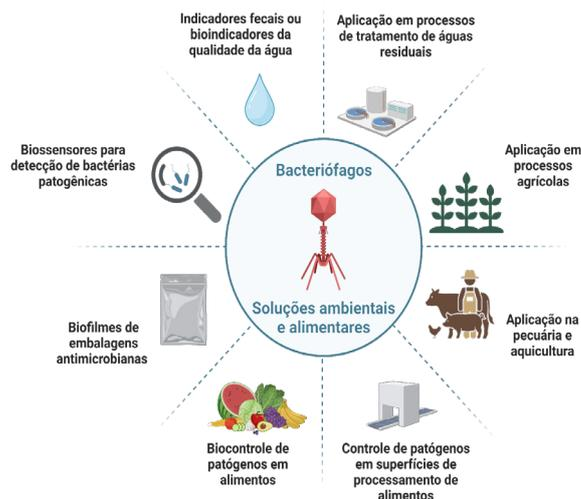 Indicadores fecais ou
bioindicadores da
qualidade da água
Aplicação em processos
de tratamento de águas
residuais
Biossensores para
detecção de bactérias
patogênicas
Bacteriófagos
Aplicação em
processos
agrícolas
Soluções ambientais
e alimentares
Biofilmes de
embalagens
antimicrobianas
Aplicação na
pecuária e
aquicultura
Biocontrole de
patógenos em
alimentos
Controle de patógenos
em superfícies de
processamento de
alimentos